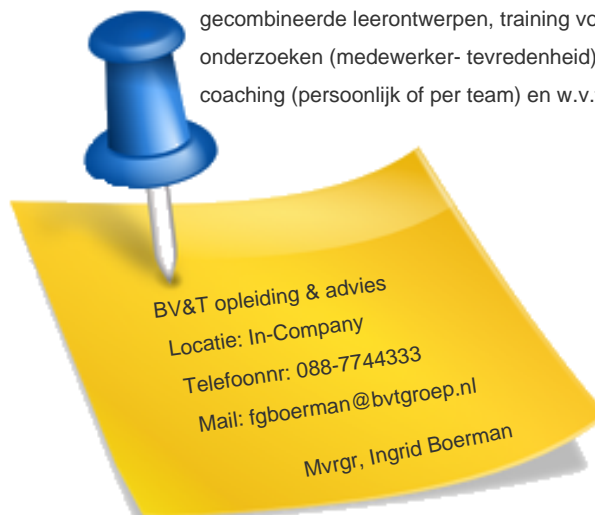 gecombineerde leerontwerpen, training vo
onderzoeken (medewerker- tevredenheid)
coaching (persoonlijk of per team) en w.v.
BV&T opleiding & advies
Locatie: In-Company
Telefoonnr: 088-7744333
Mail: fgboerman@bvtgroep.nl
Mvrgr, Ingrid Boerman